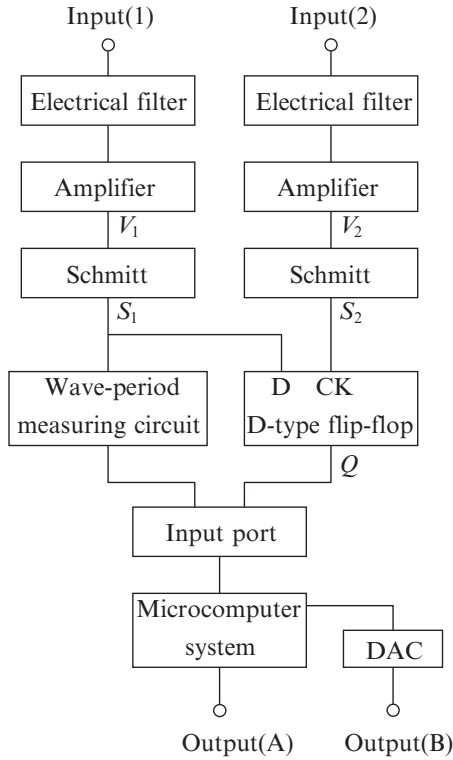 Input(1) Input(2)
Electrical filter Electrical filter
Amplifier Amplifier
V1 V2
Schmitt Schmitt
S1 S2
Wave-period
measuring circuit
D CK
D-type flip-flop
Q
Input port
Microcomputer
system
DAC
Output(A) Output(B)